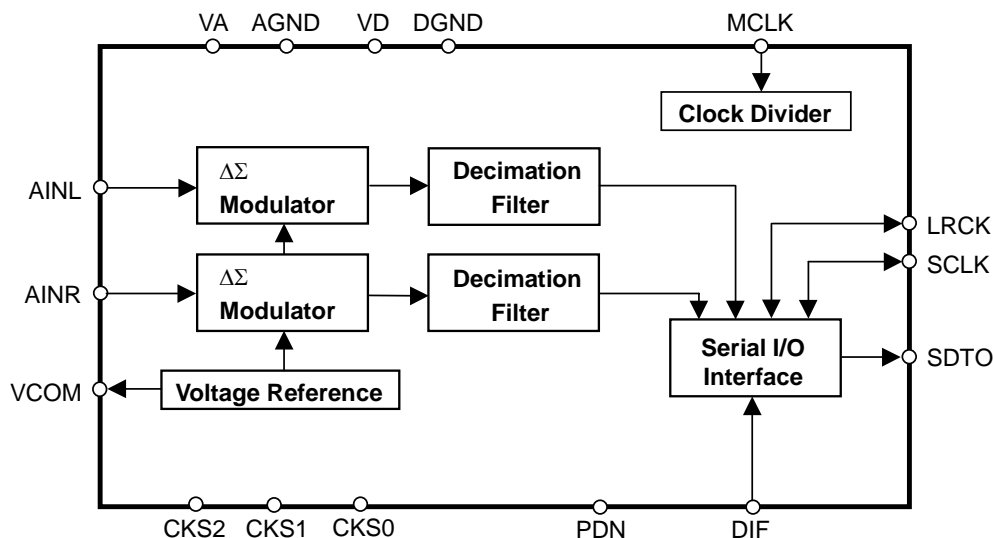 VA AGND VD DGND MCLK
Clock Divider
ΔΣ
Modulator
Decimation
Filter
AINL
LRCK
SCLK
ΔΣ
Modulator
Decimation
Filter
AINR
Serial I/O
Interface
SDTO
VCOM
Voltage Reference
CKS2 CKS1 CKS0 PDN DIF